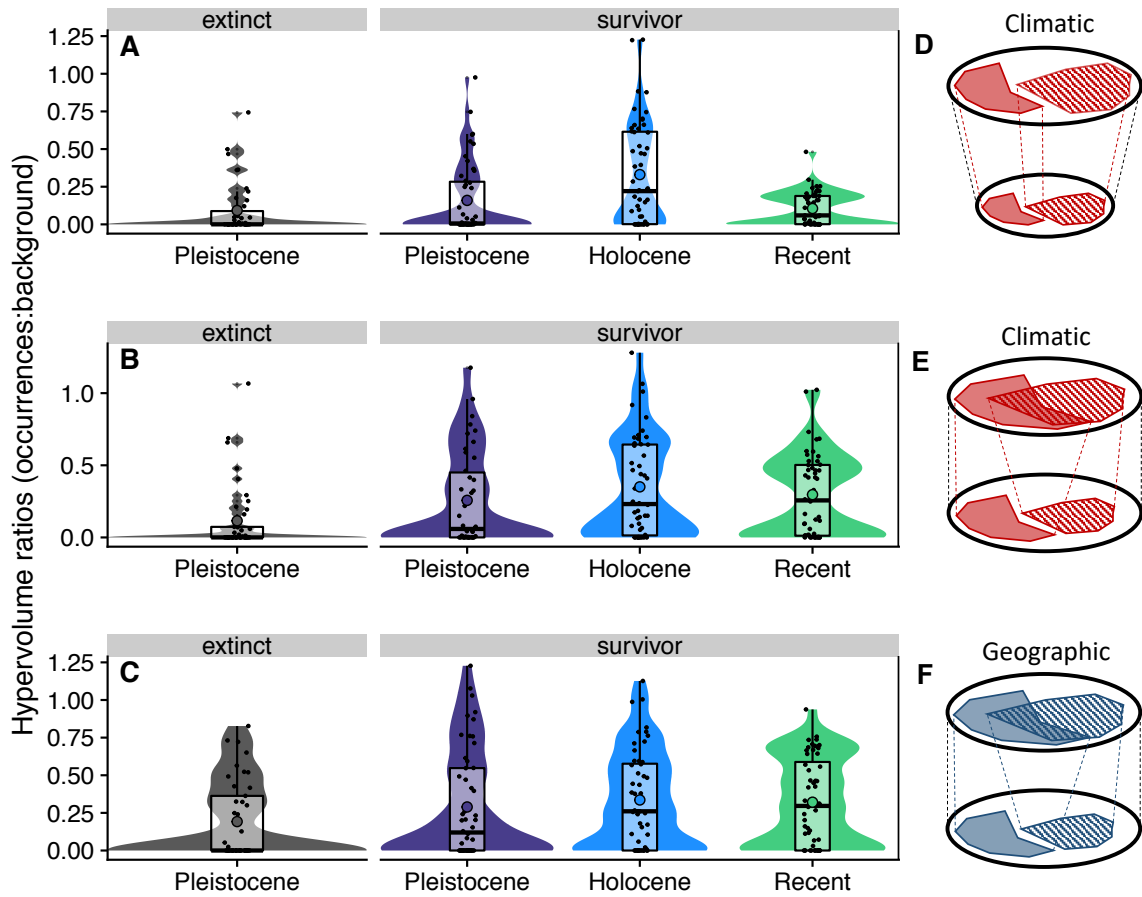 Hypervolume ratios (occurrences:background)
extinct
survivor
A
1.25
1.00
0.75
0.50
0.25
0.00
Pleistocene
Pleistocene
Holocene
Recent
D
Climatic
extinct
survivor
B
1.0
0.5
0.0
Pleistocene
Pleistocene
Holocene
Recent
E
Climatic
extinct
survivor
C
1.25
1.00
0.75
0.50
0.25
0.00
Pleistocene
Pleistocene
Holocene
Recent
F
Geographic